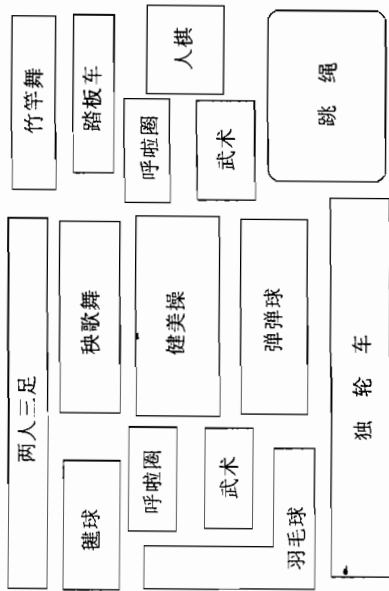 两人三足
竹竿舞
毽球
秧歌舞
踏板车
呼啦圈
健美操
呼啦圈
人棋
武术
弹弹球
武术
羽毛球
跳绳
独轮车